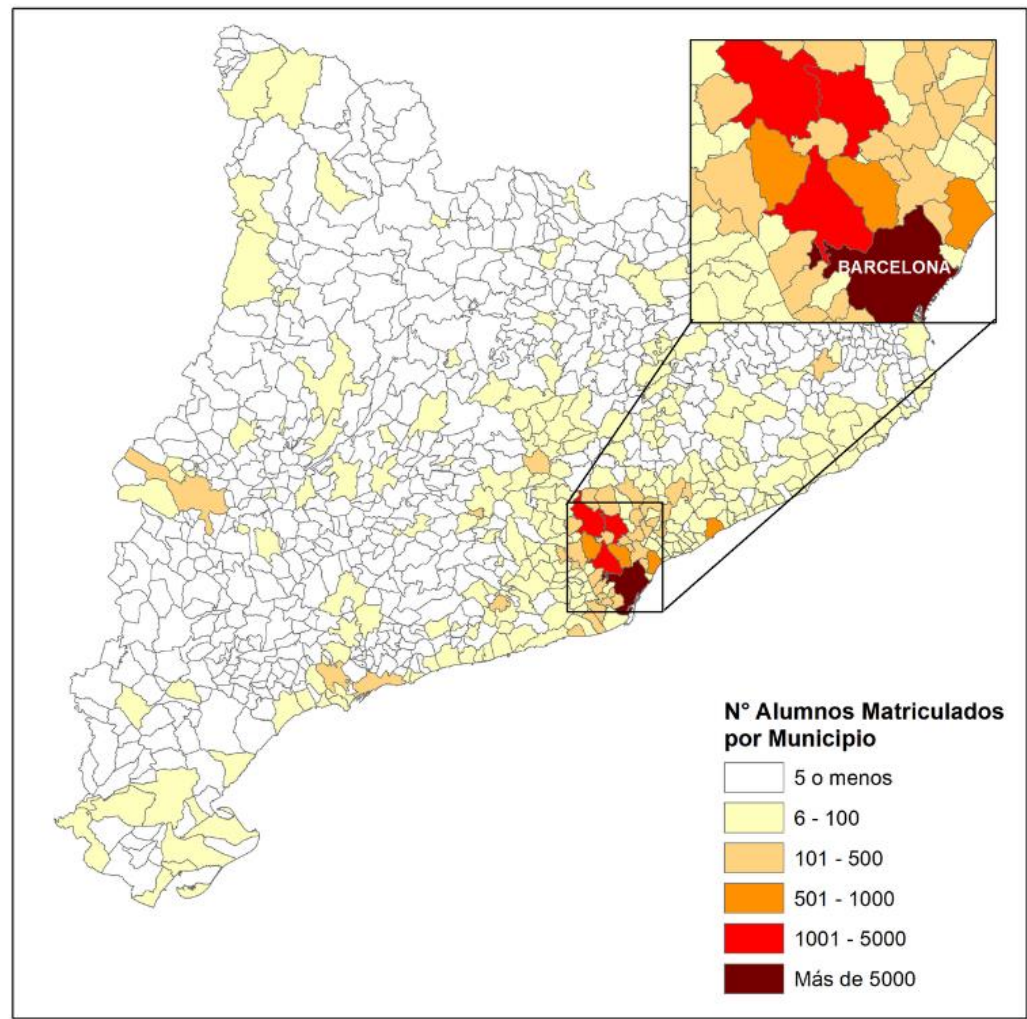 BARCELONA
N° Alumnos Matriculados
por Municipio
5 o menos
6 - 100
101 - 500
501 - 1000
1001 - 5000
Más de 5000